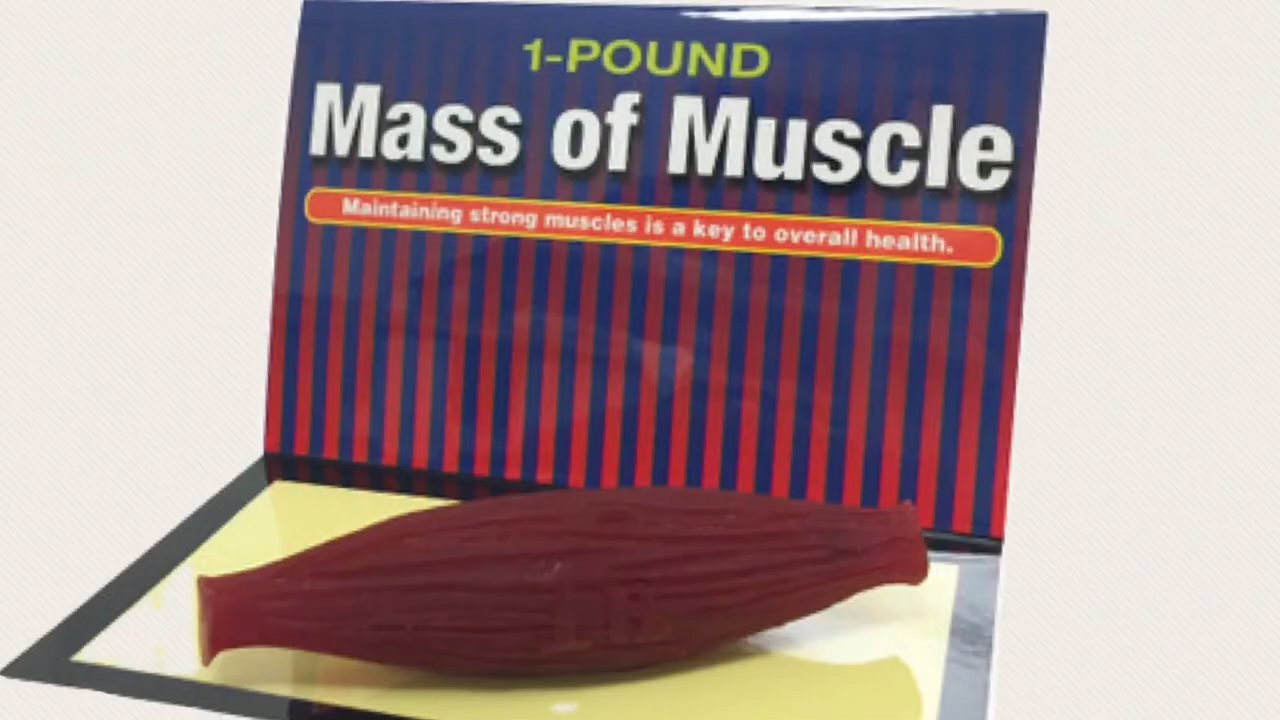 1-POUND
Mass of Muscle
Maintaining strong muscles is a key to overall health.